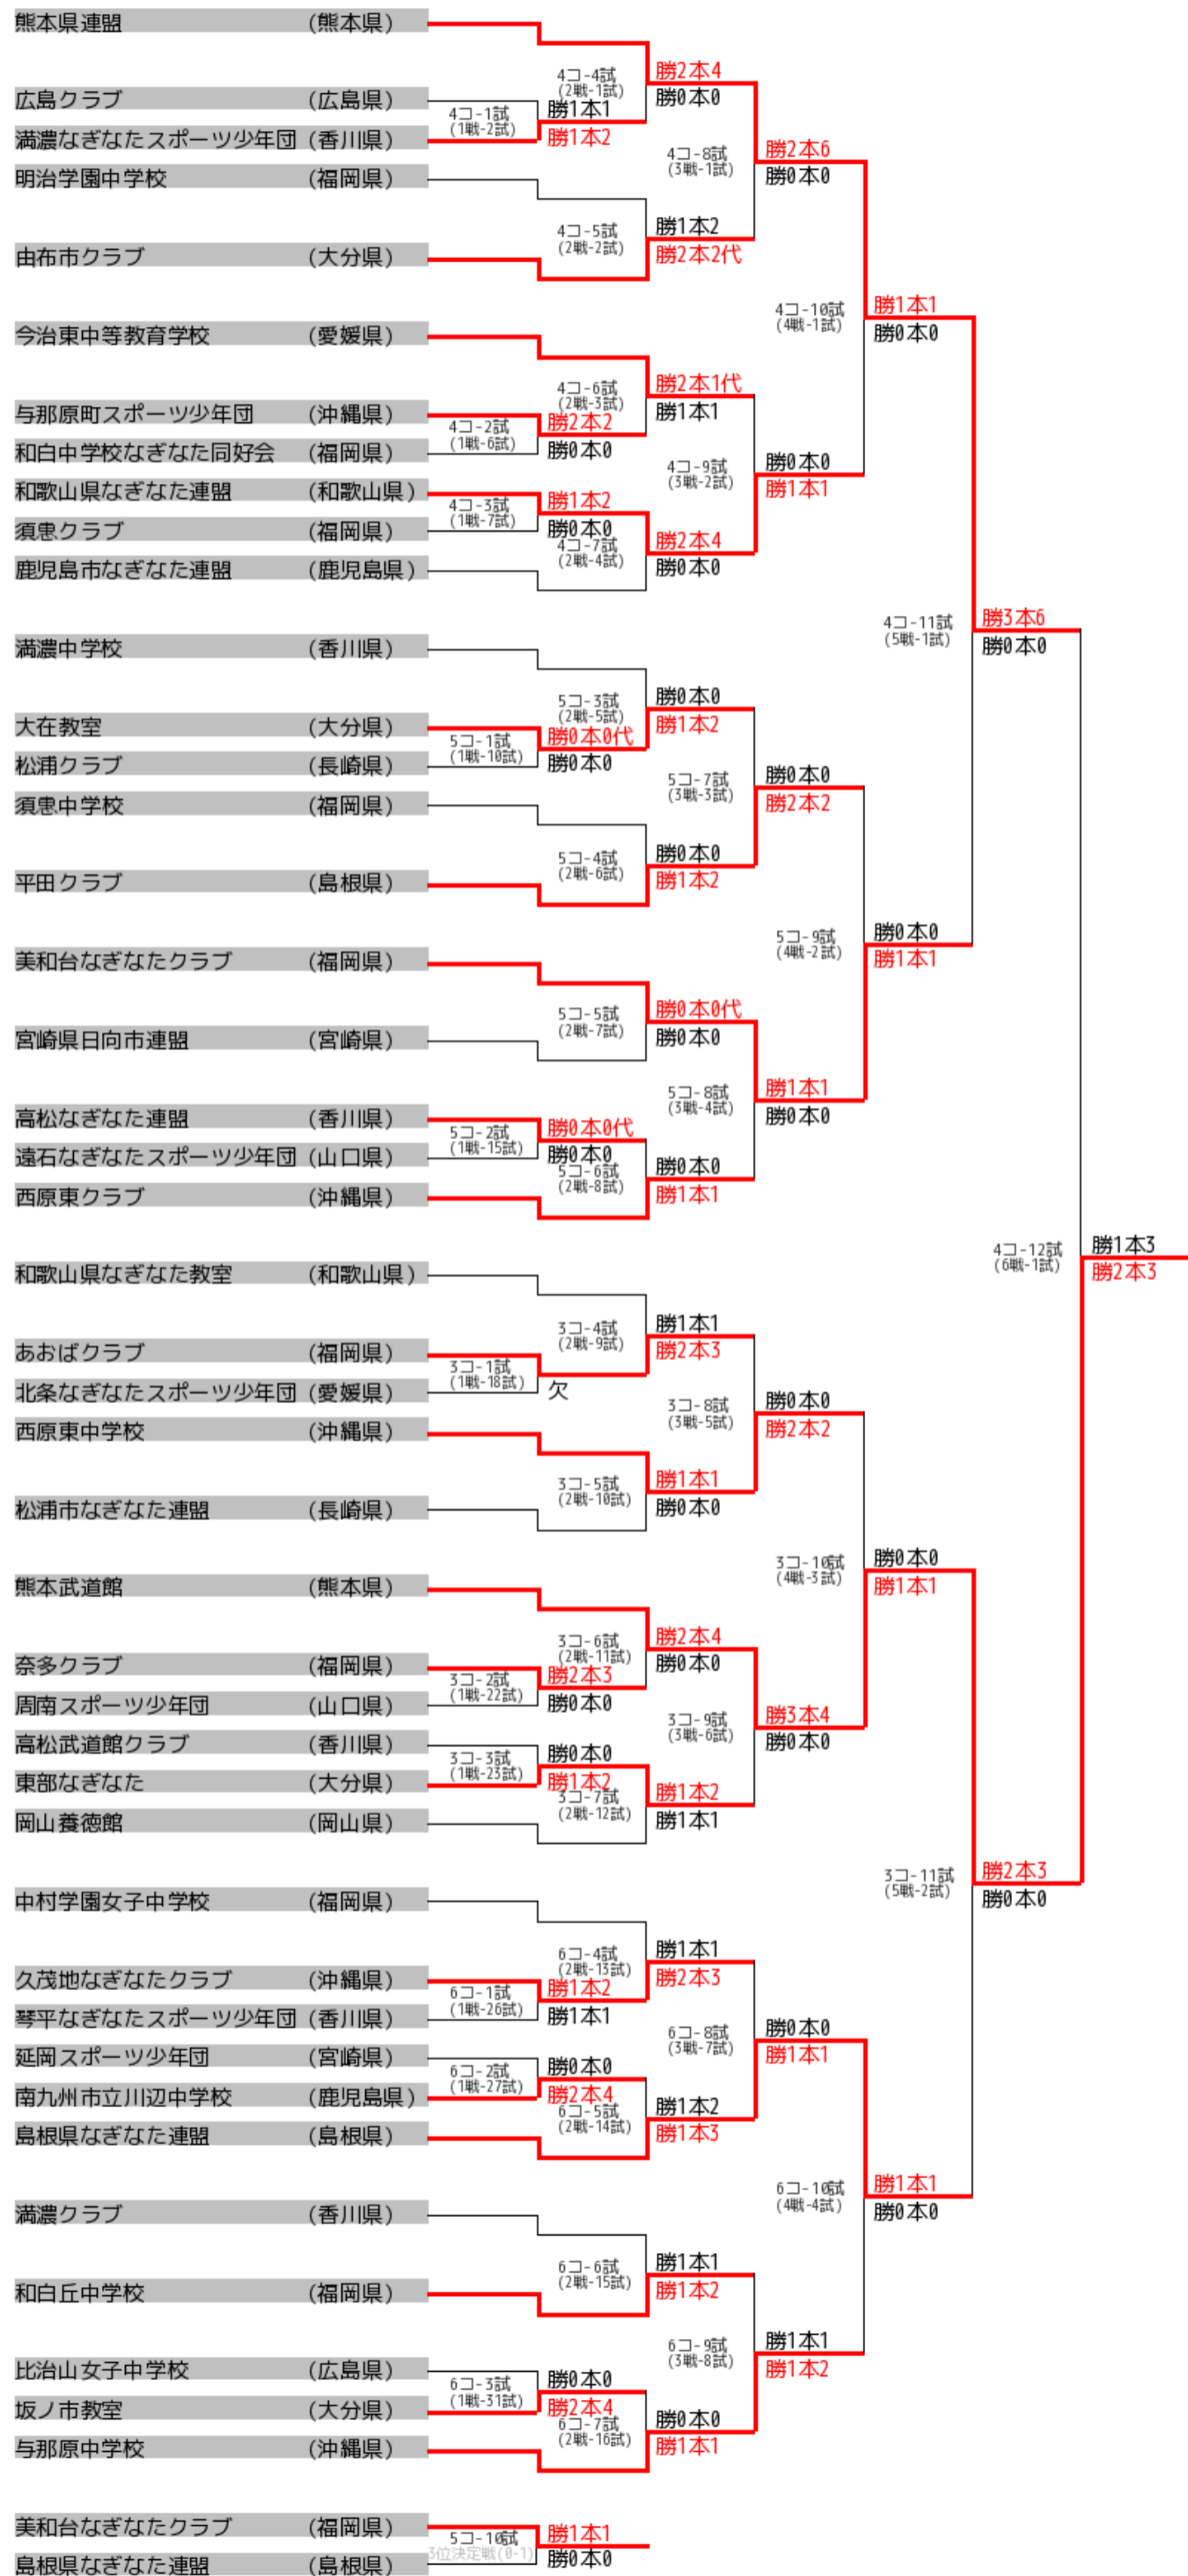 熊本県連盟 (熊本県)
勝2本4
4コ-4試
(2戦-1試)
広島クラブ (広島県)
勝0本0
4コ-1試
(1戦-2試)
勝1本1
満濃なぎなたスポーツ少年団 (香川県)
勝1本2
4コ-8試
(3戦-1試)
勝2本6
勝0本0
明治学園中学校 (福岡県)
4コ-5試
(2戦-2試)
勝1本2
勝2本2代
由布市クラブ (大分県)
4コ-10試
(4戦-1試)
勝1本1
勝0本0
今治東中等教育学校 (愛媛県)
4コ-6試
(2戦-3試)
勝2本1代
勝1本1
与那原町スポーツ少年団 (沖縄県)
4コ-2試
(1戦-6試)
勝2本2
勝0本0
和白中学校なぎなた同好会 (福岡県)
4コ-9試
(3戦-2試)
勝0本0
勝1本1
和歌山県なぎなた連盟 (和歌山県)
4コ-3試
(1戦-7試)
勝1本2
勝0本0
須恵クラブ (福岡県)
4コ-7試
(2戦-4試)
勝2本4
勝0本0
鹿児島市なぎなた連盟 (鹿児島県)
4コ-11試
(5戦-1試)
勝3本6
勝0本0
満濃中学校 (香川県)
5コ-3試
(2戦-5試)
勝0本0
勝1本2
大在教室 (大分県)
5コ-1試
(1戦-10試)
勝0本0代
勝0本0
松浦クラブ (長崎県)
5コ-7試
(3戦-3試)
勝0本0
勝2本2
須恵中学校 (福岡県)
5コ-4試
(2戦-6試)
勝0本0
勝1本2
平田クラブ (島根県)
5コ-9試
(4戦-2試)
勝0本0
勝1本1
美和台なぎなたクラブ (福岡県)
5コ-5試
(2戦-7試)
勝0本0代
勝0本0
宮崎県日向市連盟 (宮崎県)
5コ-8試
(3戦-4試)
勝1本1
勝0本0
高松なぎなた連盟 (香川県)
5コ-2試
(1戦-15試)
勝0本0代
勝0本0
遠石なぎなたスポーツ少年団 (山口県)
5コ-6試
(2戦-8試)
勝0本0
勝1本1
西原東クラブ (沖縄県)
4コ-12試
(6戦-1試)
勝1本3
勝2本3
和歌山県なぎなた教室 (和歌山県)
3コ-4試
(2戦-9試)
勝1本1
勝2本3
あおばクラブ (福岡県)
3コ-1試
(1戦-18試)
欠
北条なぎなたスポーツ少年団 (愛媛県)
3コ-8試
(3戦-5試)
勝0本0
勝2本2
西原東中学校 (沖縄県)
3コ-5試
(2戦-10試)
勝1本1
勝0本0
松浦市なぎなた連盟 (長崎県)
3コ-10試
(4戦-3試)
勝0本0
勝1本1
熊本武道館 (熊本県)
3コ-6試
(2戦-11試)
勝2本4
勝0本0
奈多クラブ (福岡県)
3コ-2試
(1戦-22試)
勝2本3
勝0本0
周南スポーツ少年団 (山口県)
3コ-9試
(3戦-6試)
勝3本4
勝0本0
高松武道館クラブ (香川県)
3コ-3試
(1戦-23試)
勝0本0
勝1本2
東部なぎなた (大分県)
3コ-7試
(2戦-12試)
勝1本2
勝1本1
岡山養徳館 (岡山県)
3コ-11試
(5戦-2試)
勝2本3
勝0本0
中村学園女子中学校 (福岡県)
6コ-4試
(2戦-13試)
勝1本1
勝2本3
久茂地なぎなたクラブ (沖縄県)
6コ-1試
(1戦-26試)
勝1本2
勝1本1
琴平なぎなたスポーツ少年団 (香川県)
6コ-8試
(3戦-7試)
勝0本0
勝1本1
延岡スポーツ少年団 (宮崎県)
6コ-2試
(1戦-27試)
勝0本0
勝2本4
南九州市立川辺中学校 (鹿児島県)
6コ-5試
(2戦-14試)
勝1本2
勝1本3
島根県なぎなた連盟 (島根県)
6コ-10試
(4戦-4試)
勝1本1
勝0本0
満濃クラブ (香川県)
6コ-6試
(2戦-15試)
勝1本1
勝1本2
和白丘中学校 (福岡県)
6コ-9試
(3戦-8試)
勝1本1
勝1本2
比治山女子中学校 (広島県)
6コ-3試
(1戦-31試)
勝0本0
勝2本4
坂ノ市教室 (大分県)
6コ-7試
(2戦-16試)
勝0本0
勝1本1
与那原中学校 (沖縄県)
美和台なぎなたクラブ (福岡県)
5コ-10試
3位決定戦(0-1)
勝1本1
勝0本0
島根県なぎなた連盟 (島根県)